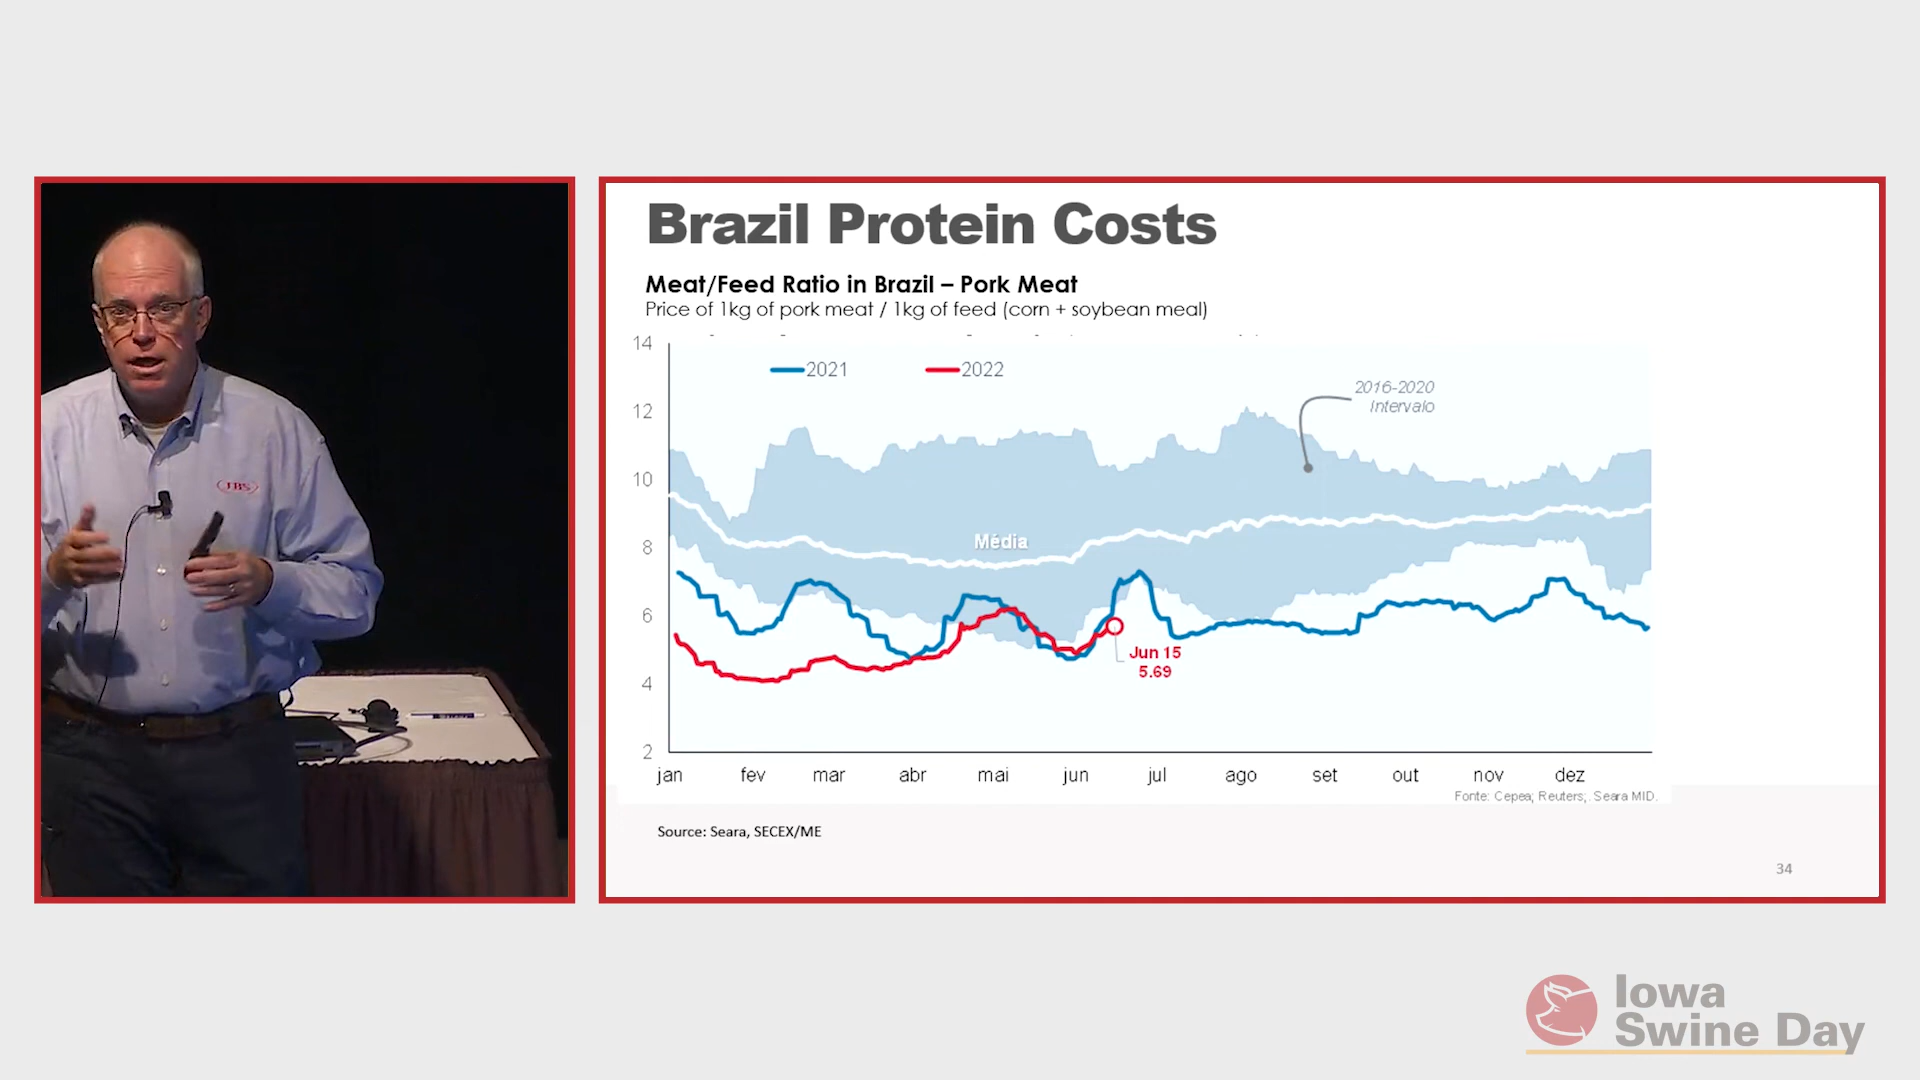 JBS
Brazil Protein Costs
Meat/Feed Ratio in Brazil – Pork Meat
Price of 1kg of pork meat / 1kg of feed (corn + soybean meal)
14
12
10
8
6
4
2
2021
2022
2016-2020
Intervalo
Média
Jun 15
5.69
jan fev mar abr mai jun jul ago set out nov dez
Fonte: Cepea; Reuters;. Seara MID.
Source: Seara, SECEX/ME
34
Iowa
Swine Day